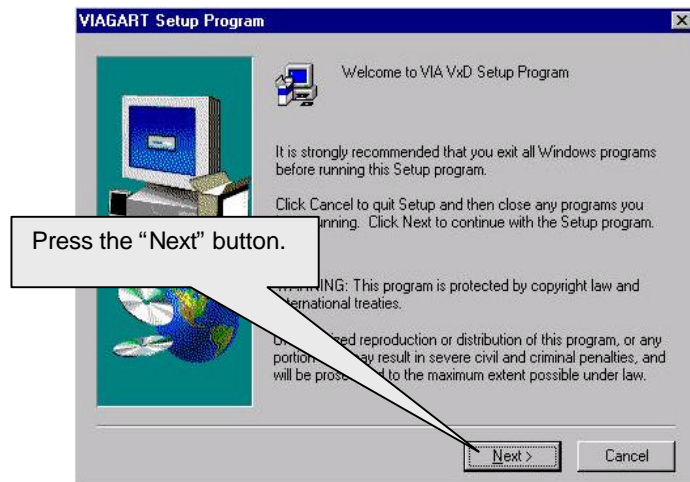 VIAGART Setup Program
Welcome to VIA VxD Setup Program
It is strongly recommended that you exit all Windows programs
before running this Setup program.
Click Cancel to quit Setup and then close any programs you
running. Click Next to continue with the Setup program.
Press the “Next” button.
This program is protected by copyright law and
international treaties.
reproduction or distribution of this program, or any
portion may result in severe civil and criminal penalties, and
will be to the maximum extent possible under law.
Next >
Cancel